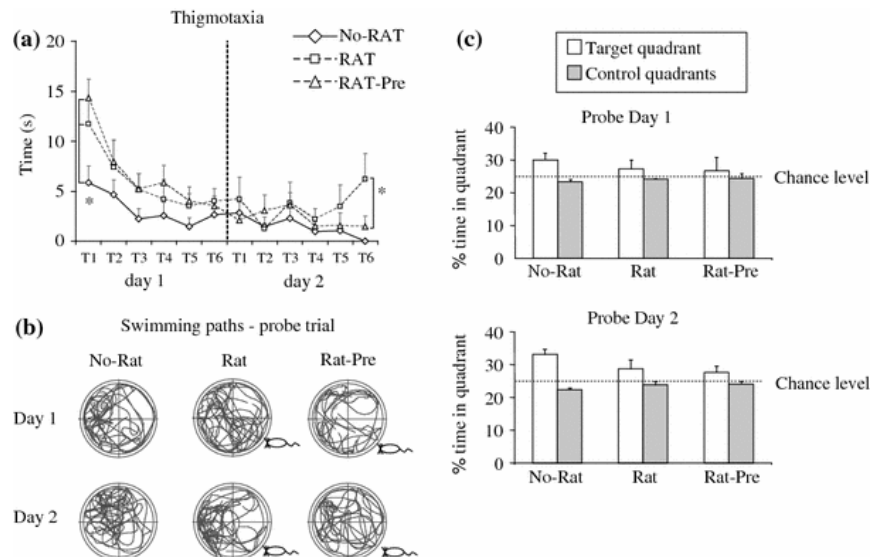 (a)
Thigmotaxia
No-RAT
RAT
RAT-Pre
20
15
10
5
0
Time (s)
*
*
T1 T2 T3 T4 T5 T6 T1 T2 T3 T4 T5 T6
day 1 day 2
(b)
Swimming paths - probe trial
No-Rat Rat Rat-Pre
Day 1
Day 2
(c)
Target quadrant
Control quadrants
Probe Day 1
40
30
20
10
0
% time in quadrant
Chance level
No-Rat Rat Rat-Pre
Probe Day 2
40
30
20
10
0
% time in quadrant
Chance level
No-Rat Rat Rat-Pre